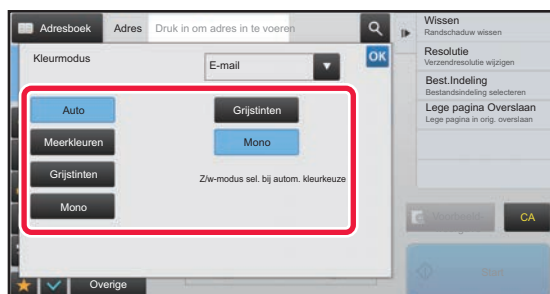 Adresboek
Adres
Druk in om adres in te voeren
Kleurmodus
E-mail
OK
Auto
Meerkleuren
Grijstinten
Mono
Grijstinten
Mono
Z/w-modus sel. bij autom. kleurkeuze
Overige
Wissen
Randschaduw wissen
Resolutie
Verzendresolutie wijzigen
Best.Indeling
Bestandsindeling selecteren
Lege pagina Overslaan
Lege pagina in orig. overslaan
CA